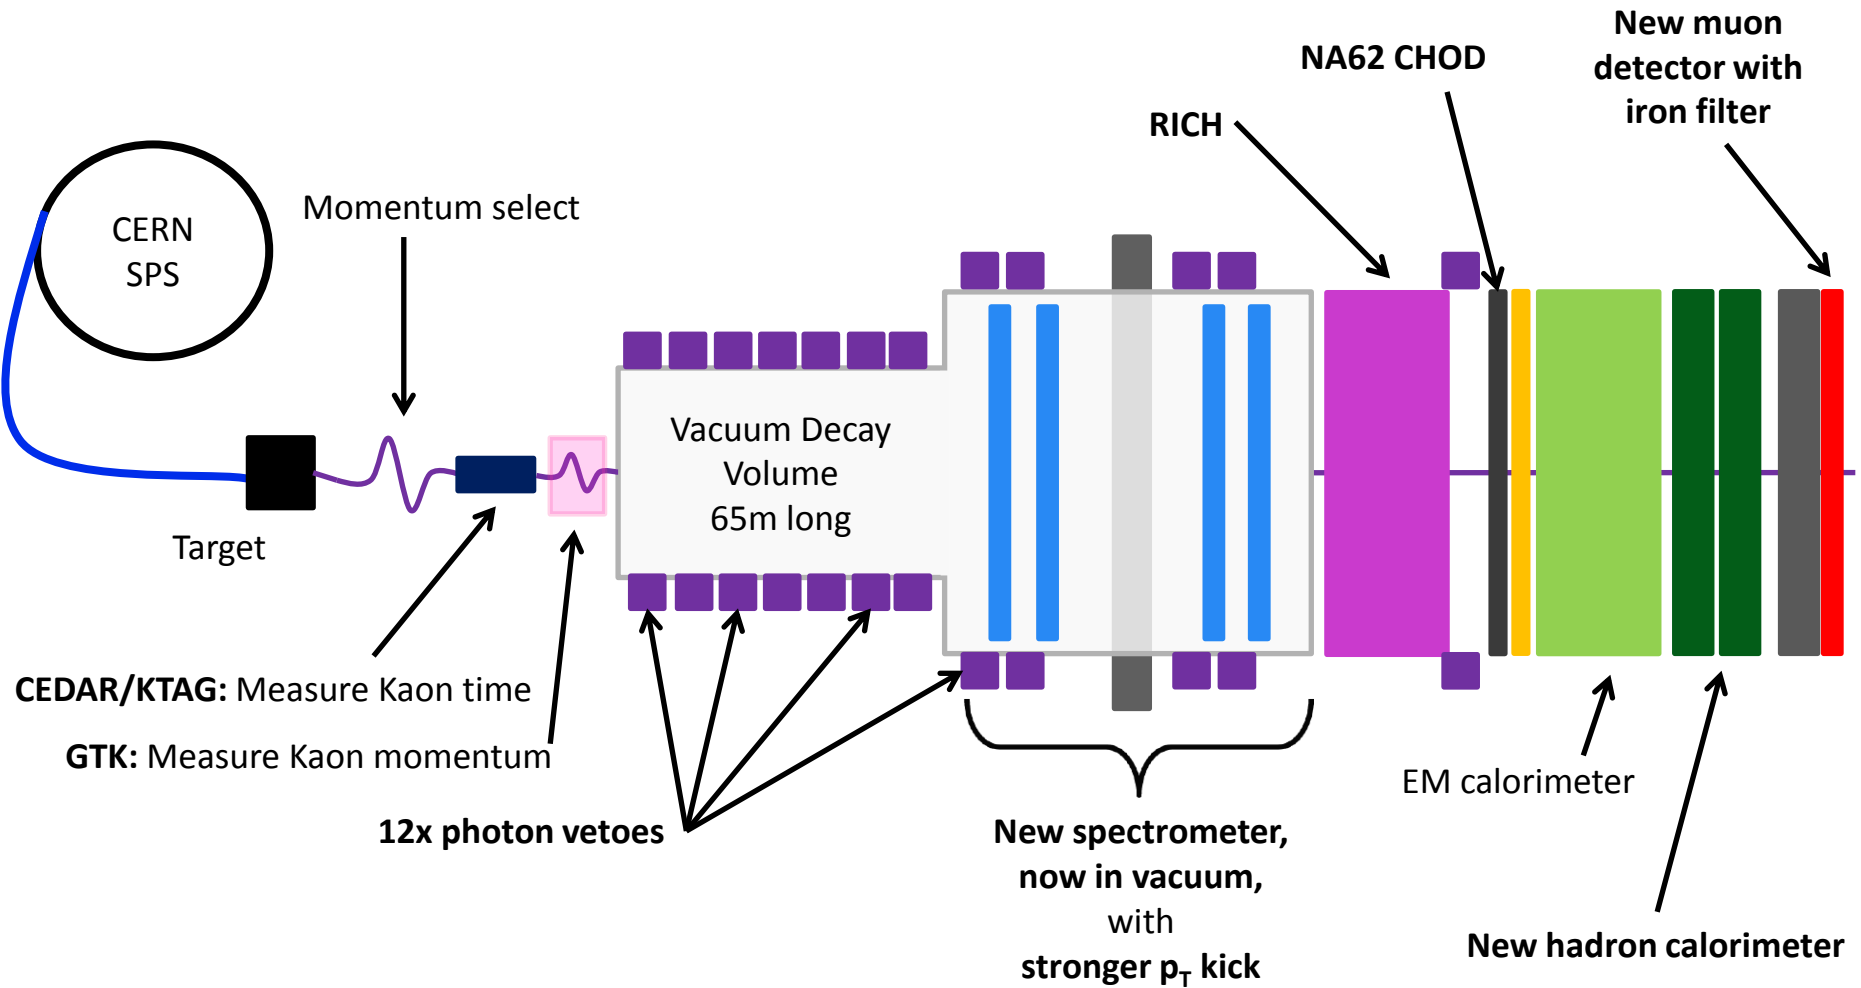 New muon
detector with
iron filter
NA62 CHOD
RICH
Momentum select
CERN
SPS
Vacuum Decay
Volume
65m long
Target
CEDAR/KTAG: Measure Kaon time
GTK: Measure Kaon momentum
12x photon vetoes
New spectrometer,
now in vacuum,
with
stronger pT kick
EM calorimeter
New hadron calorimeter